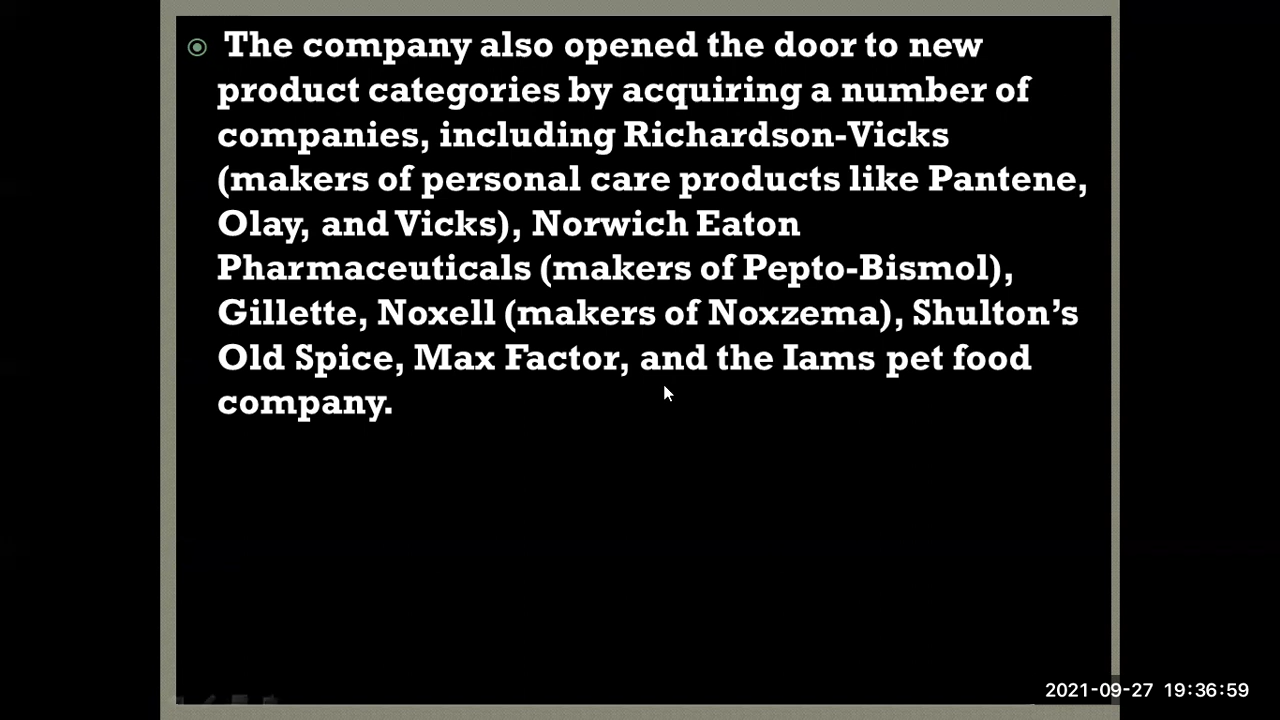 The company also opened the door to new
product categories by acquiring a number of
companies, including Richardson-Vicks
(makers of personal care products like Pantene,
Olay, and Vicks), Norwich Eaton
Pharmaceuticals (makers of Pepto-Bismol),
Gillette, Noxell (makers of Noxzema), Shulton’s
Old Spice, Max Factor, and the Iams pet food
company.
2021-09-27 19:36:59